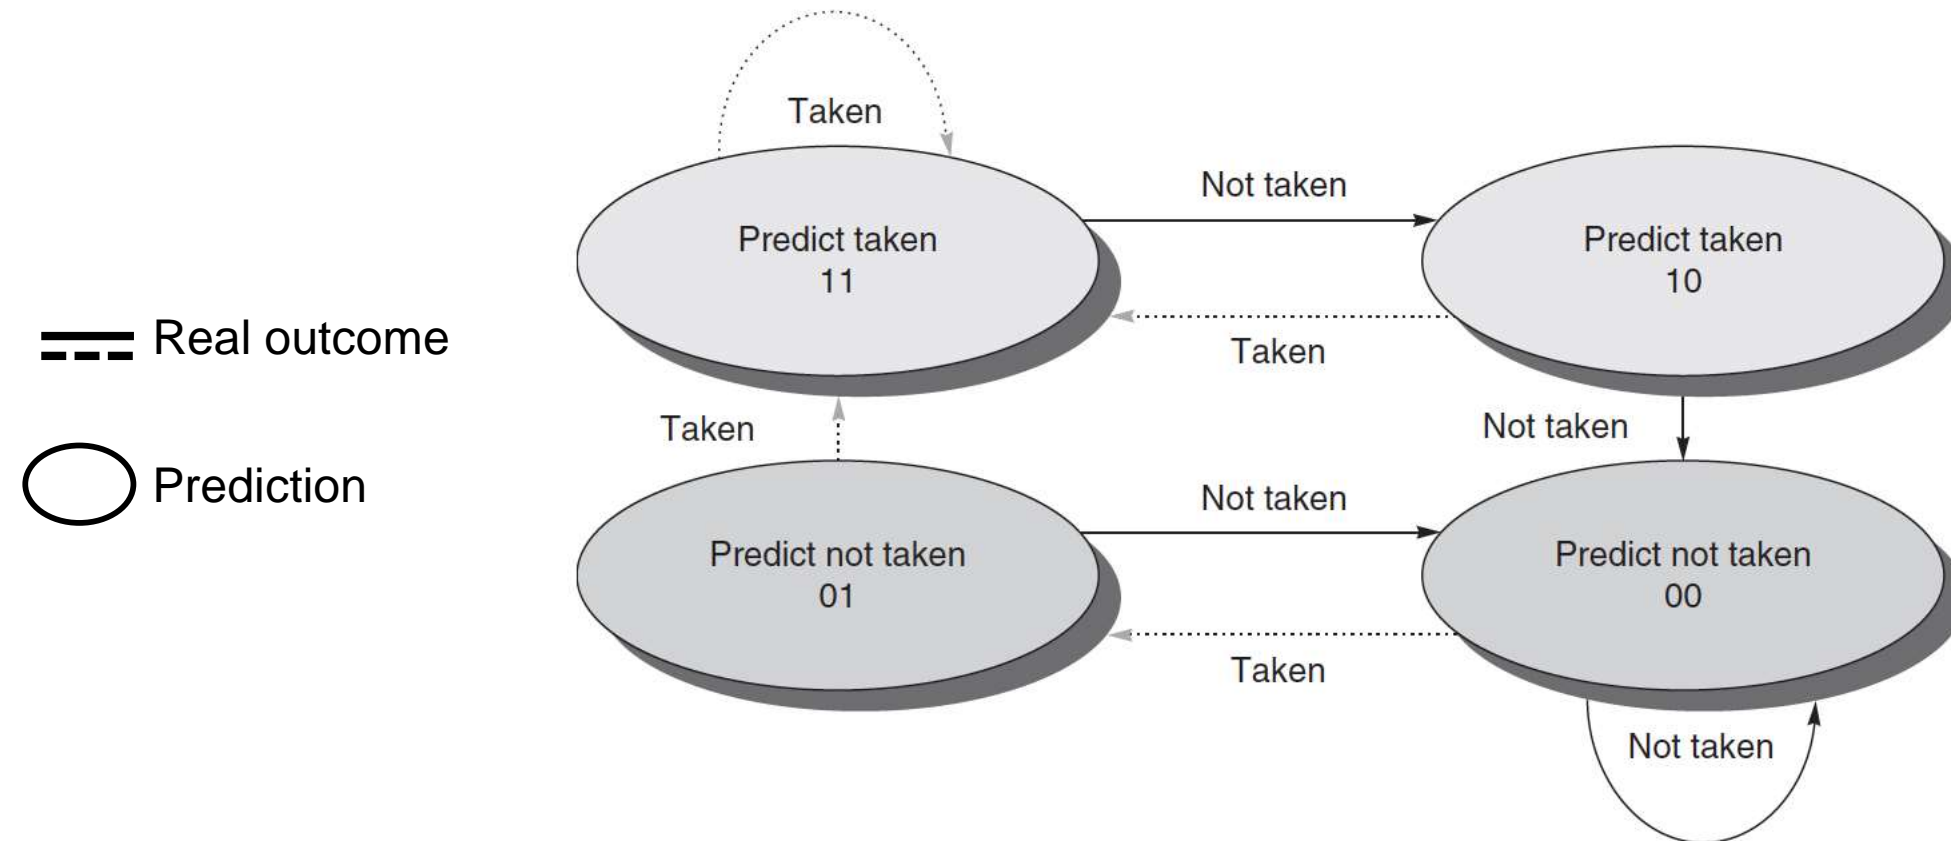 Taken
Not taken
Predict taken
11
Predict taken
10
Real outcome
Taken
Taken
Not taken
Prediction
Not taken
Predict not taken
01
Predict not taken
00
Taken
Not taken